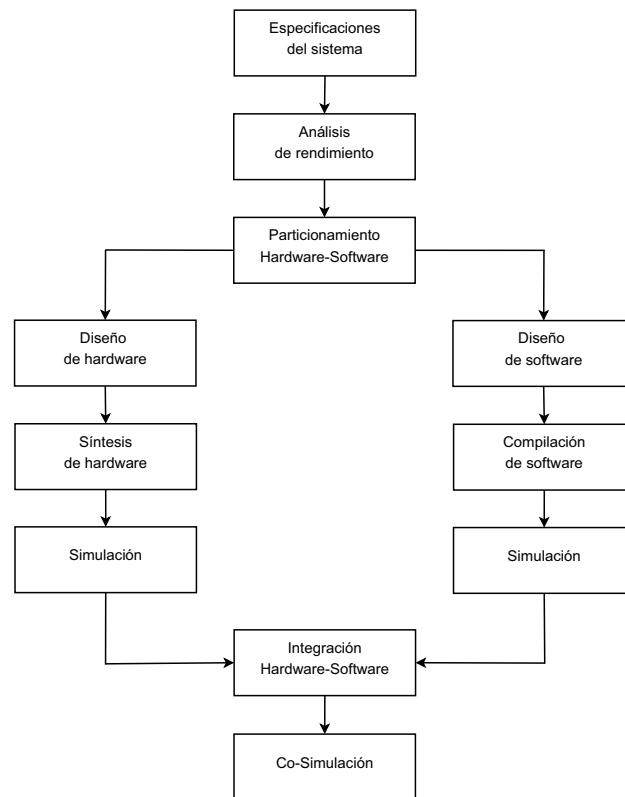 Especificaciones
del sistema
Análisis
de rendimiento
Particionamiento
Hardware-Software
Diseño
de hardware
Diseño
de software
Síntesis
de hardware
Compilación
de software
Simulación
Simulación
Integración
Hardware-Software
Co-Simulación